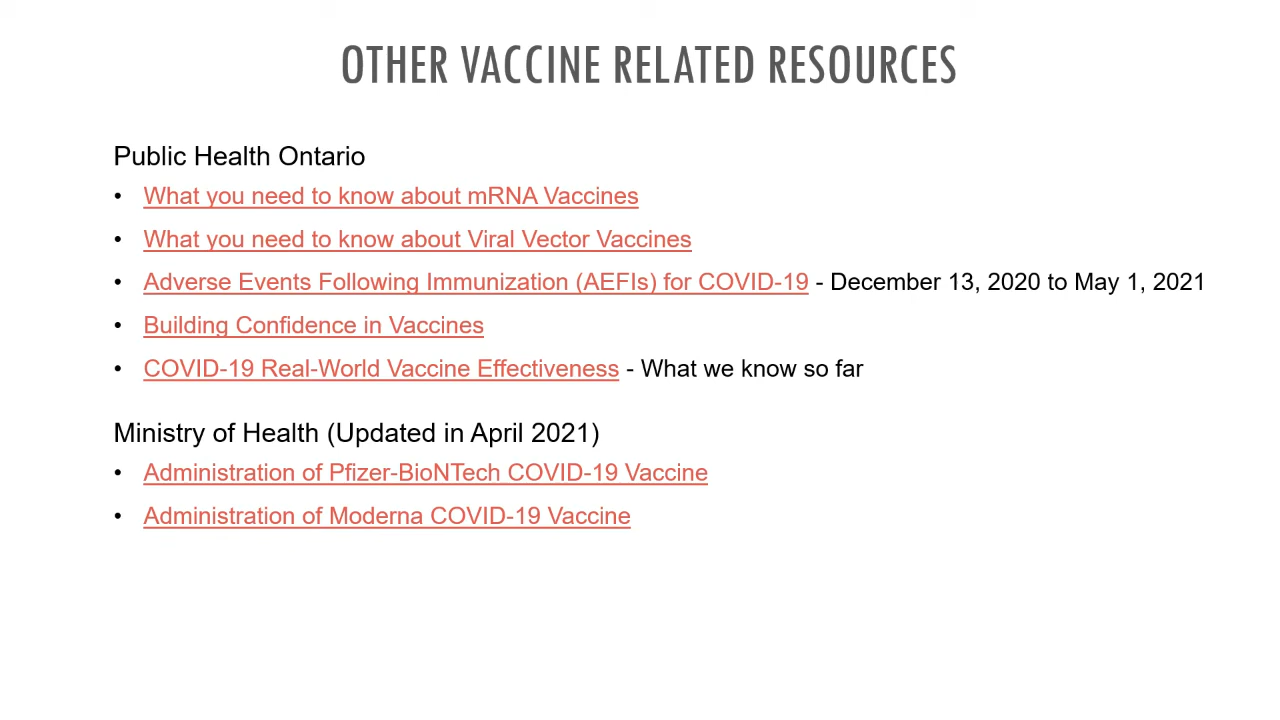 OTHER VACCINE RELATED RESOURCES
Public Health Ontario
• What you need to know about mRNA Vaccines
• What you need to know about Viral Vector Vaccines
• Adverse Events Following Immunization (AEFIs) for COVID-19 - December 13, 2020 to May 1, 2021
• Building Confidence in Vaccines
• COVID-19 Real-World Vaccine Effectiveness - What we know so far
Ministry of Health (Updated in April 2021)
• Administration of Pfizer-BioNTech COVID-19 Vaccine
• Administration of Moderna COVID-19 Vaccine